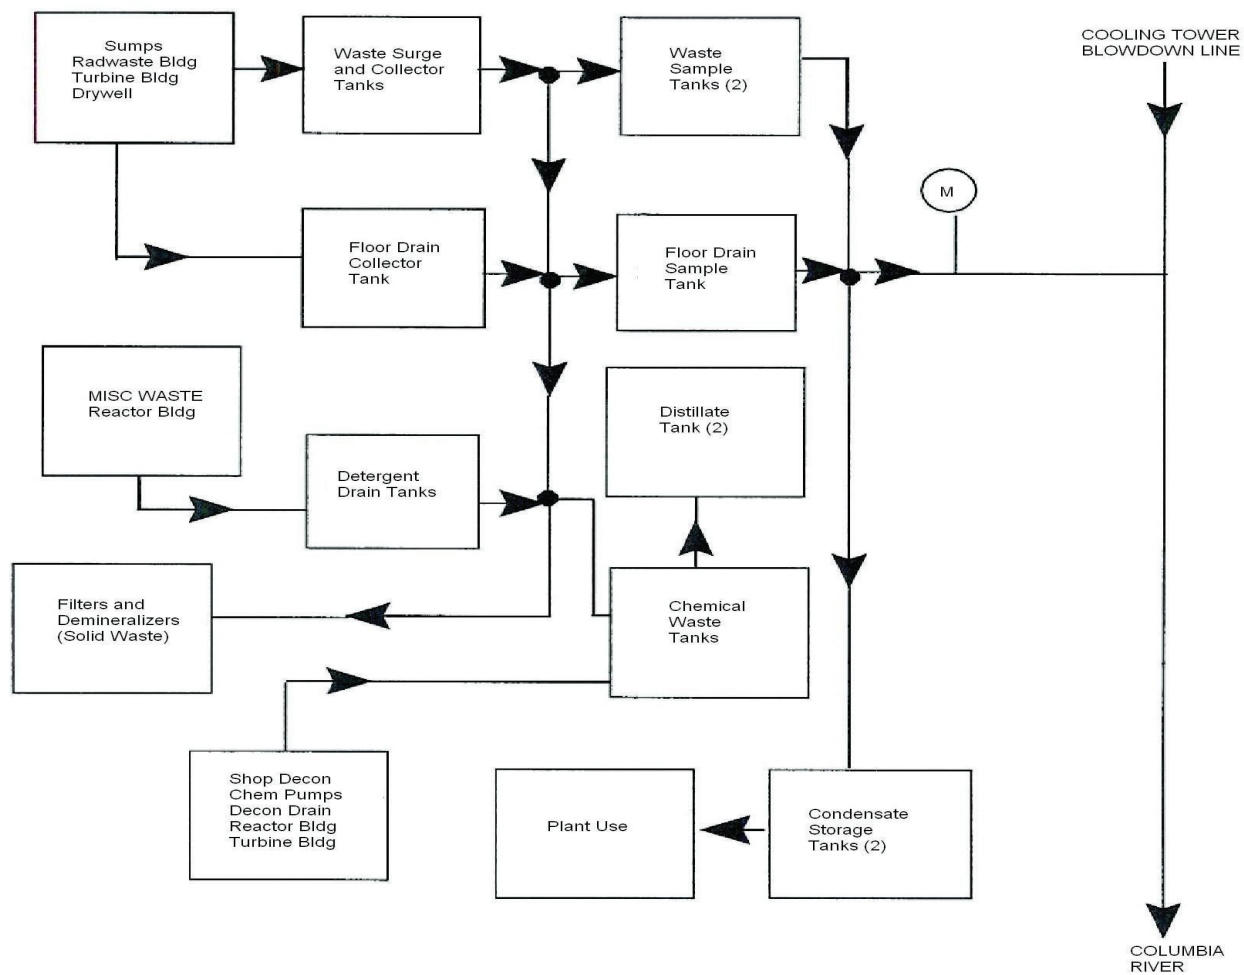 Sumps
Radwaste Bldg
Turbine Bldg
Drywell
Waste Surge
and Collector
Tanks
Waste
Sample
Tanks (2)
COOLING TOWER
BLOWDOWN LINE
M
Floor Drain
Collector
Tank
Floor Drain
Sample
Tank
MISC WASTE
Reactor Bldg
Distillate
Tank (2)
Detergent
Drain Tanks
Filters and
Demineralizers
(Solid Waste)
Chemical
Waste
Tanks
Shop Decon
Chem Pumps
Decon Drain
Reactor Bldg
Turbine Bldg
Plant Use
Condensate
Storage
Tanks (2)
COLUMBIA
RIVER